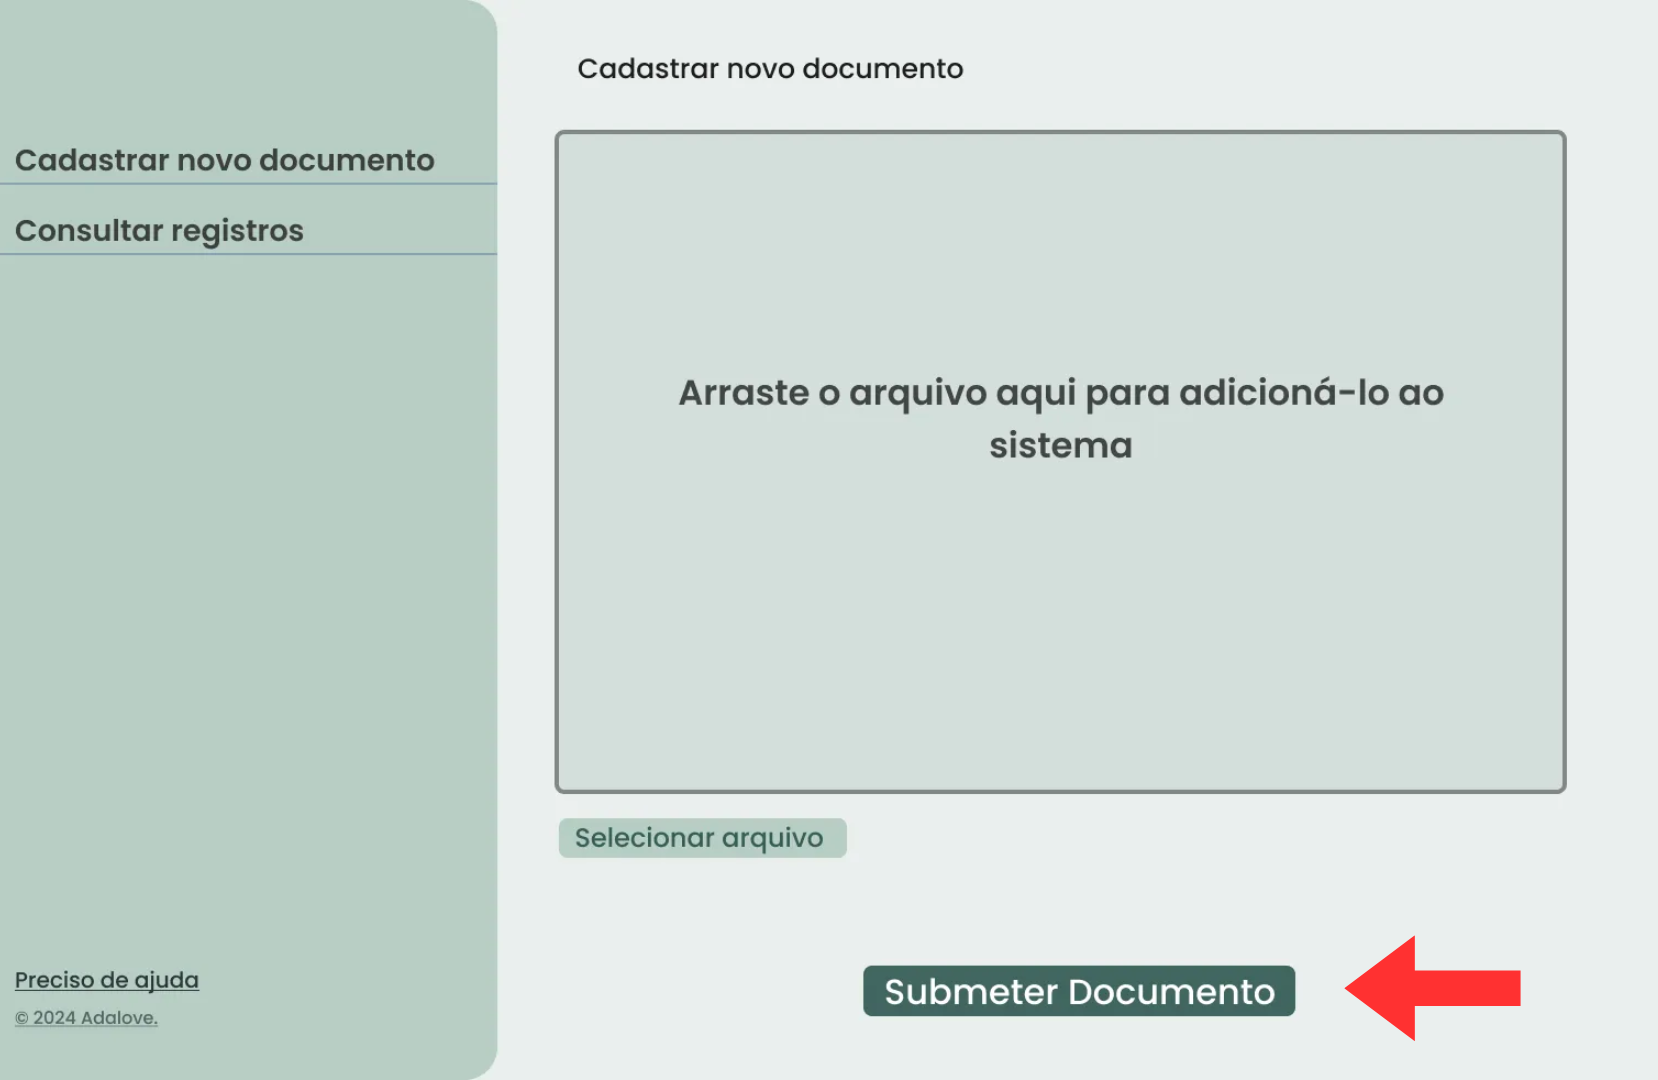 Cadastrar novo documento
Consultar registros
Preciso de ajuda
© 2024 Adalove.
Cadastrar novo documento
Arraste o arquivo aqui para adicioná-lo ao
sistema
Selecionar arquivo
Submeter Documento